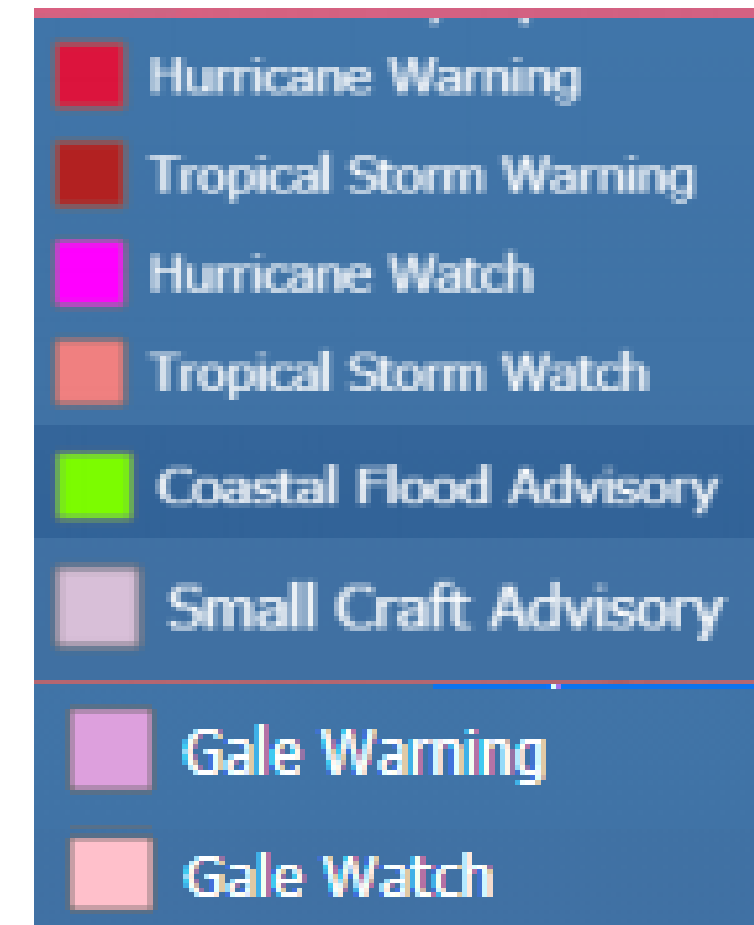 Hurricane Warning
Tropical Storm Warning
Hurricane Watch
Tropical Storm Watch
Coastal Flood Advisory
Small Craft Advisory
Gale Warning
Gale Watch